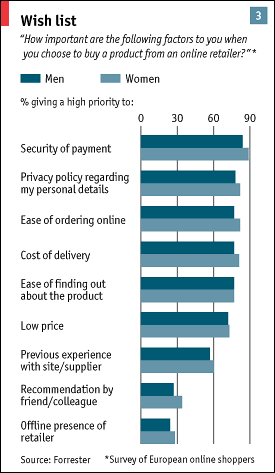 Wish list
3
“How important are the following factors to you when
you choose to buy a product from an online retailer?”*
Men Women
% giving a high priority to:
0 30 60 90
Security of payment
Privacy policy regarding
my personal details
Ease of ordering online
Cost of delivery
Ease of finding out
about the product
Low price
Previous experience
with site/supplier
Recommendation by
friend/colleague
Offline presence of
retailer
Source: Forrester *Survey of European online shoppers